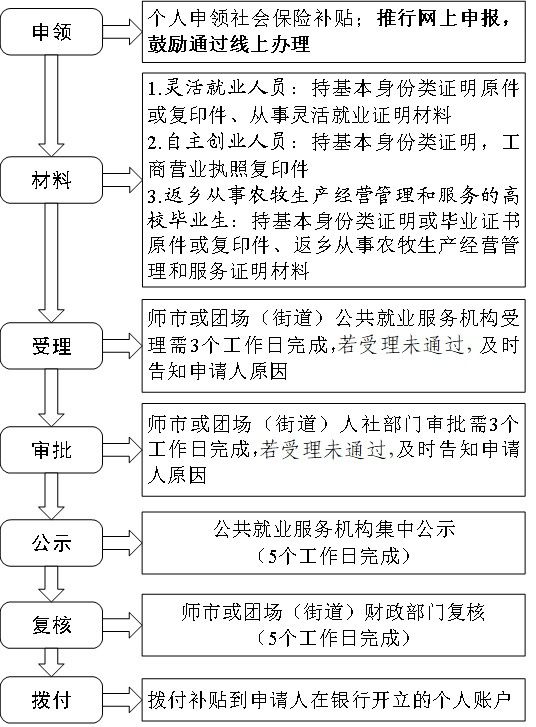 申领
个人申领社会保险补贴；推行网上申报，
鼓励通过线上办理
材料
1.灵活就业人员：持基本身份类证明原件
或复印件、从事灵活就业证明材料
2.自主创业人员：持基本身份类证明，工
商营业执照复印件
3.返乡从事农牧生产经营管理和服务的高
校毕业生：持基本身份类证明或毕业证书
原件或复印件、返乡从事农牧生产经营管
理和服务证明材料
受理
师市或团场（街道）公共就业服务机构受
理需3个工作日完成，若受理未通过，及时
告知申请人原因
审批
师市或团场（街道）人社部门审批需3个
工作日完成，若受理未通过，及时告知申请
人原因
公示
公共就业服务机构集中公示
（5个工作日完成）
复核
师市或团场（街道）财政部门复核
（5个工作日完成）
拨付
拨付补贴到申请人在银行开立的个人账户